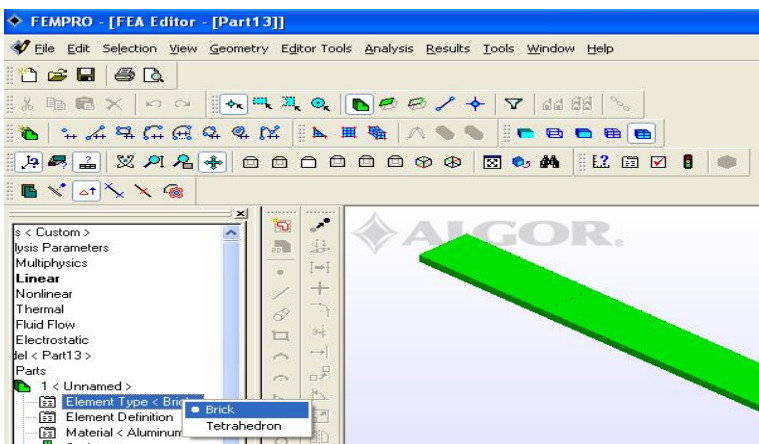 FEMPRO - [FEA Editor - [Part13]]
File Edit Selection View Geometry Editor Tools Analysis Results Tools Window Help
s < Custom >
lysis Parameters
Multiphysics
Linear
Nonlinear
Thermal
Fluid Flow
Electrostatic
del < Part13 >
Parts
1 < Unnamed >
Element Type < Bric
Element Definition
Material < Aluminum
Brick
Tetrahedron
ALGOR®